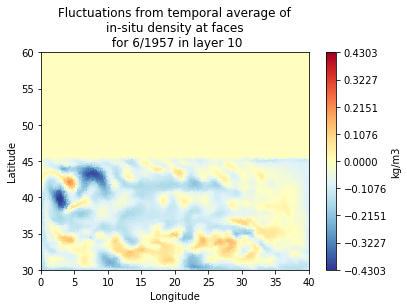 Fluctuations from temporal average of
in-situ density at faces
for 6/1957 in layer 10
60
55
50
45
40
35
30
Latitude
0 5 10 15 20 25 30 35 40
Longitude
0.4303
0.3227
0.2151
0.1076
0.0000
-0.1076
-0.2151
-0.3227
-0.4303
kg/m3